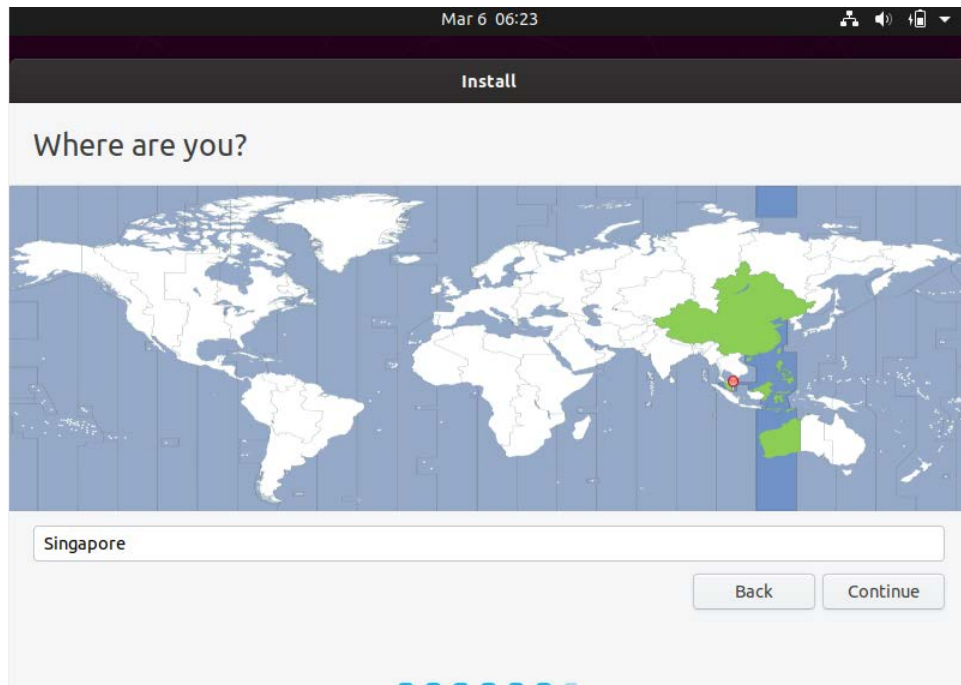 Mar 6 06:23
Install
Where are you?
Singapore
Back
Continue